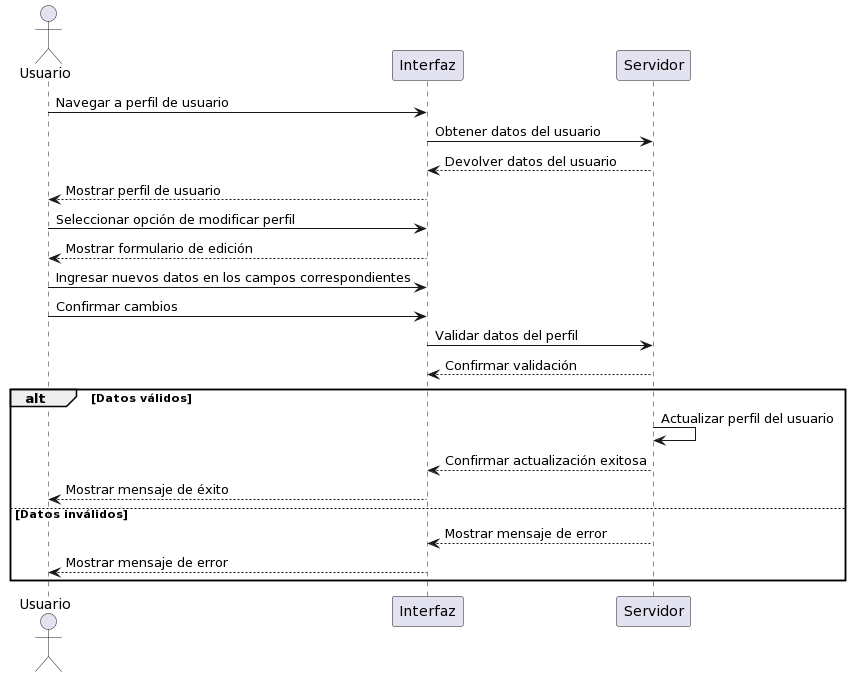 Usuario
Interfaz
Servidor
Navegar a perfil de usuario
Obtener datos del usuario
Devolver datos del usuario
Mostrar perfil de usuario
Seleccionar opción de modificar perfil
Mostrar formulario de edición
Ingresar nuevos datos en los campos correspondientes
Confirmar cambios
Validar datos del perfil
Confirmar validación
alt [Datos válidos]
Actualizar perfil del usuario
Confirmar actualización exitosa
Mostrar mensaje de éxito
[Datos inválidos]
Mostrar mensaje de error
Mostrar mensaje de error
Usuario
Interfaz
Servidor